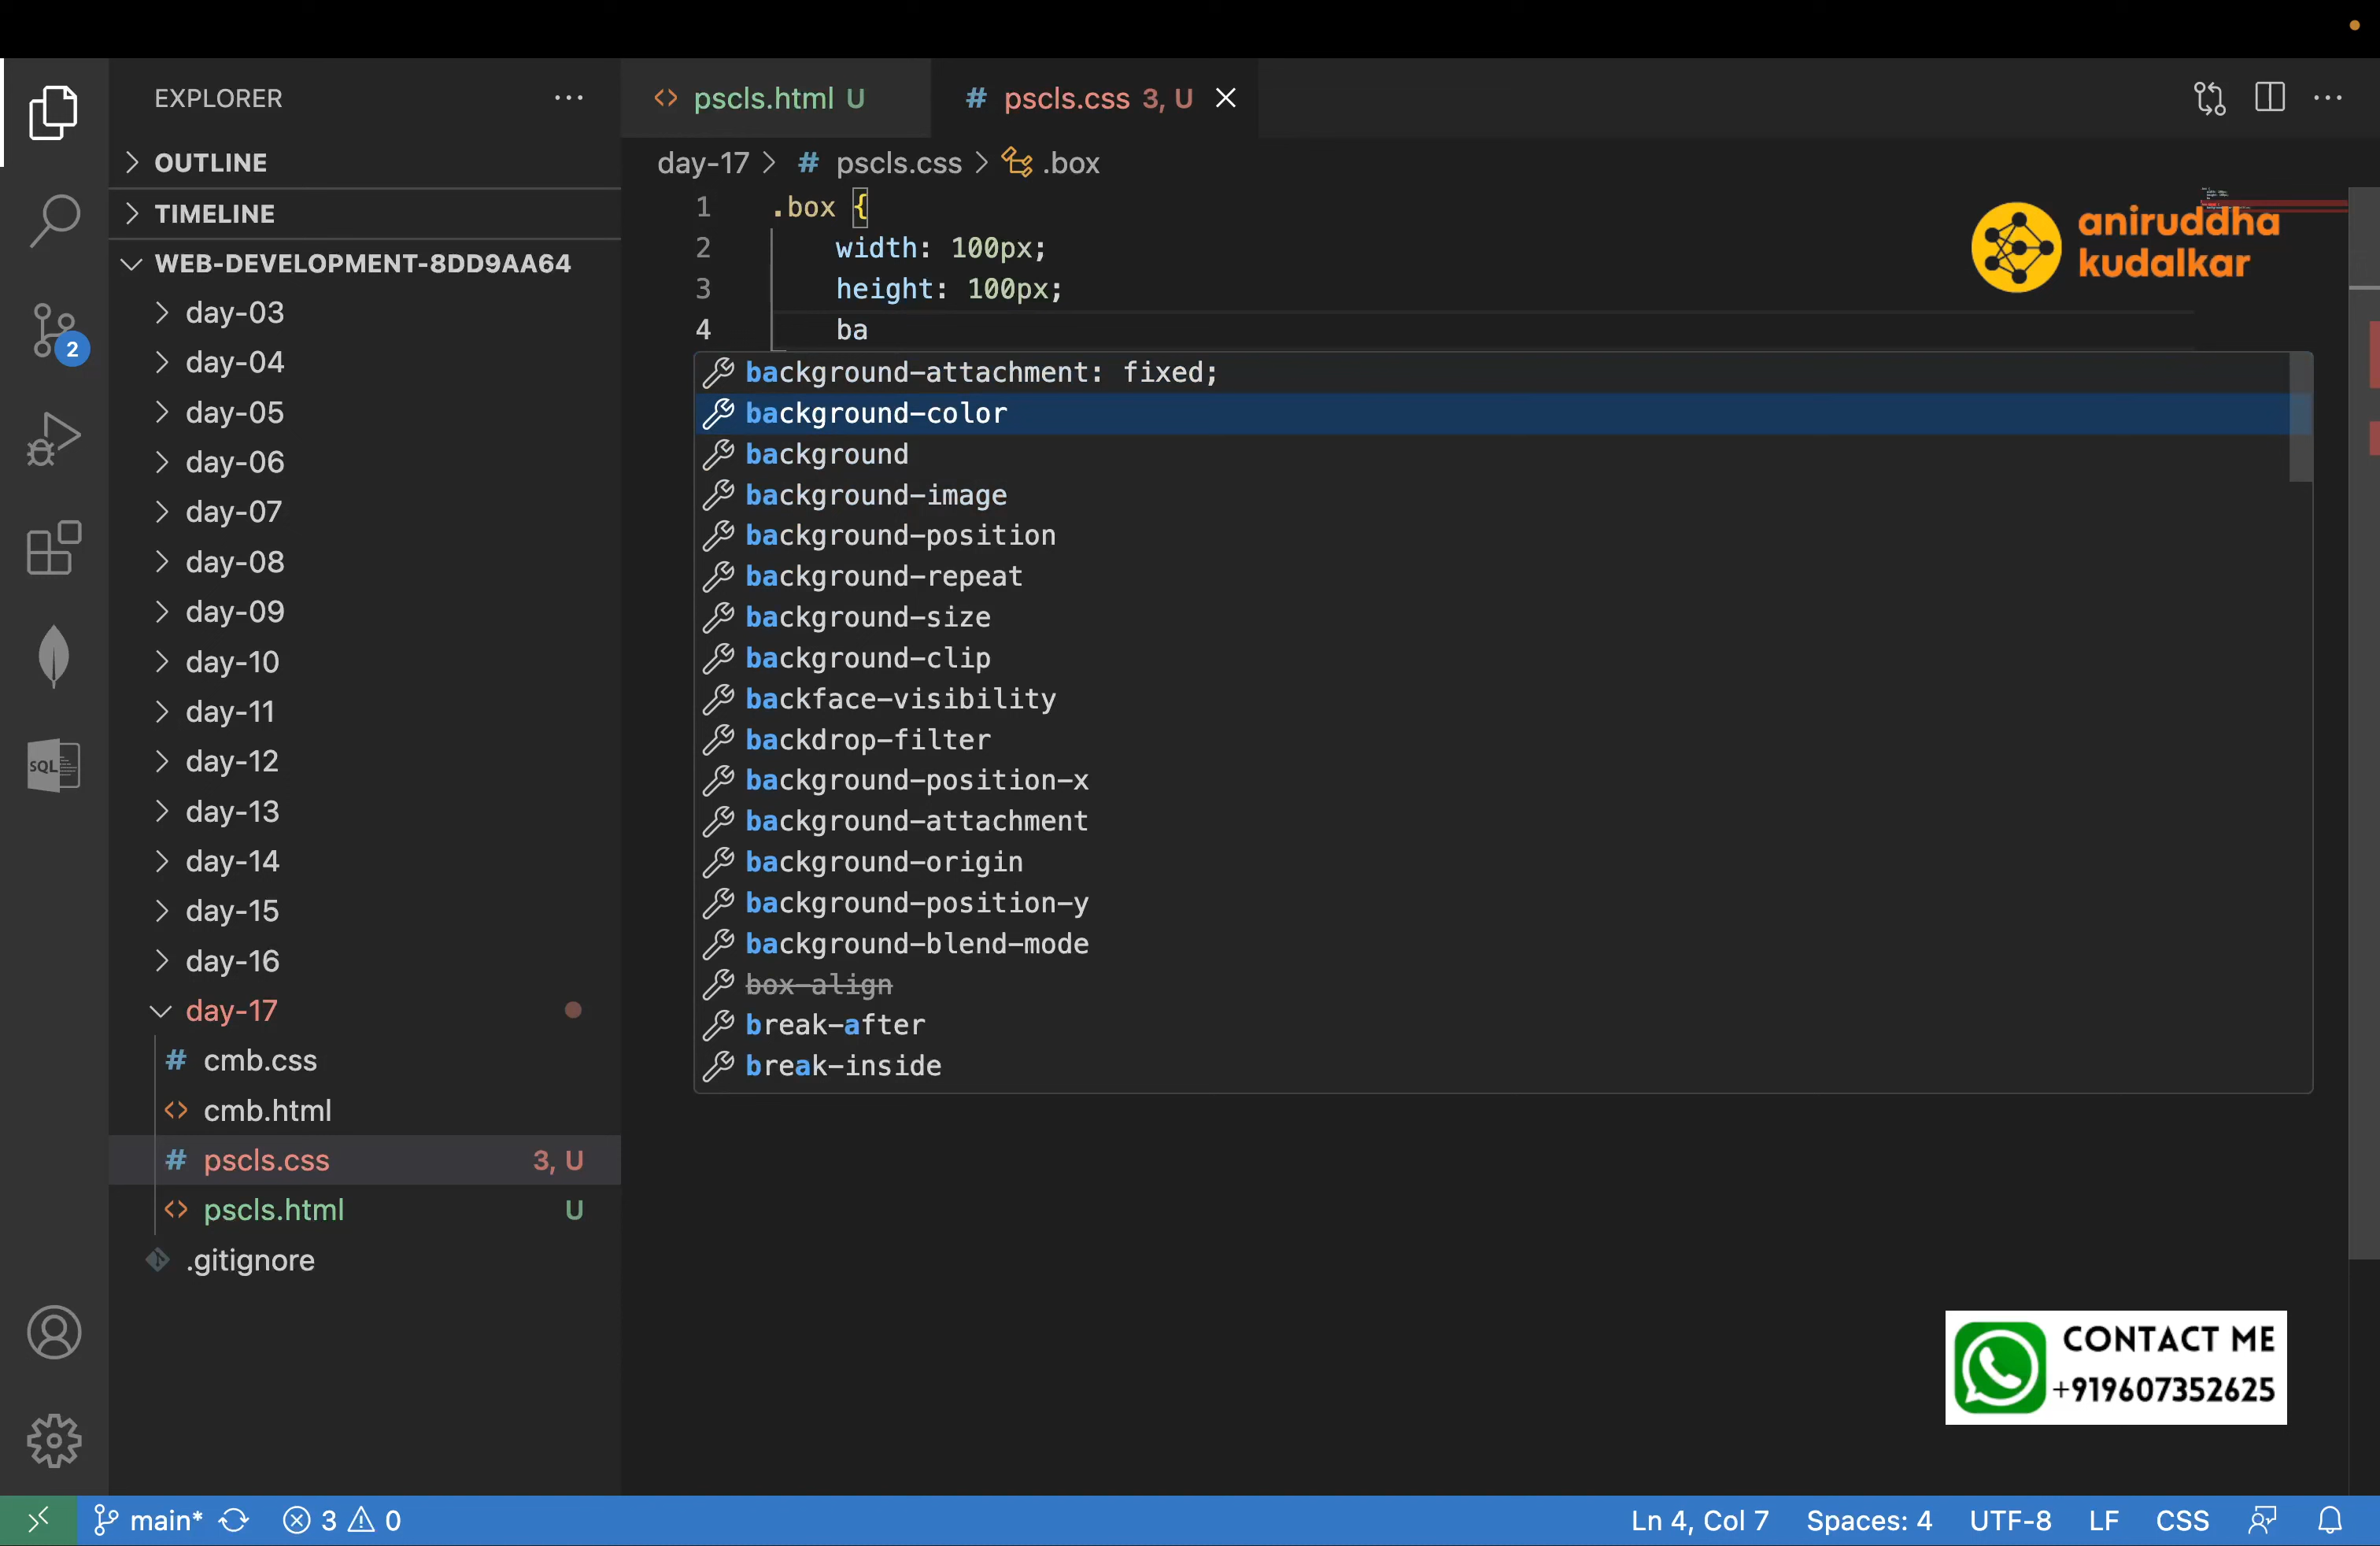 EXPLORER
OUTLINE
TIMELINE
WEB-DEVELOPMENT-8DD9AA64
day-03
day-04
day-05
day-06
day-07
day-08
day-09
day-10
day-11
day-12
day-13
day-14
day-15
day-16
day-17
cmb.css
cmb.html
pscls.css 3, U
pscls.html U
.gitignore
2
SQL
pscls.html U
pscls.css 3, U
day-17 > # pscls.css > .box
1 .box {
2 width: 100px;
3 height: 100px;
4 ba
background-attachment: fixed;
background-color
background
background-image
background-position
background-repeat
background-size
background-clip
backface-visibility
backdrop-filter
background-position-x
background-attachment
background-origin
background-position-y
background-blend-mode
box-align
break-after
break-inside
aniruddha
kudalkar
CONTACT ME
+919607352625
main* 3 0
Ln 4, Col 7 Spaces: 4 UTF-8 LF CSS